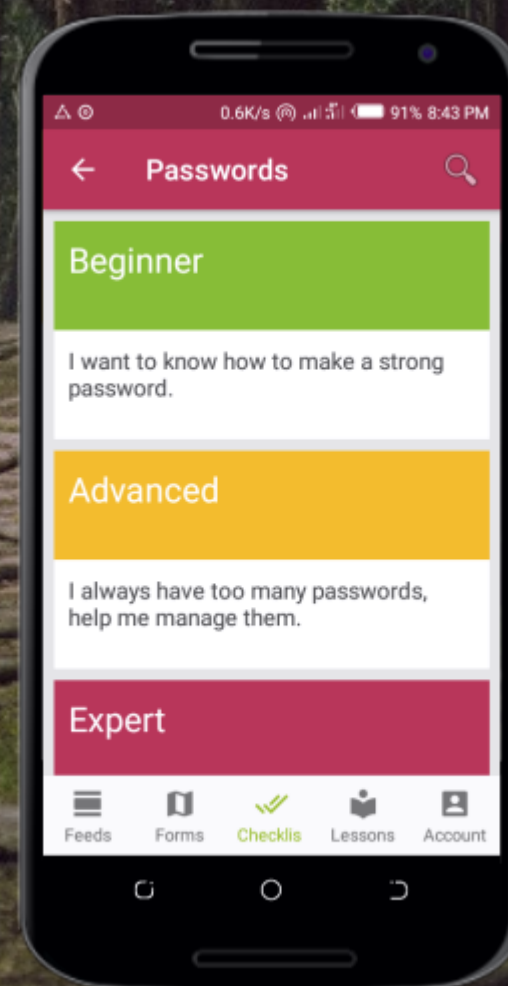 0.6K/s 91% 8:43 PM
Passwords
Beginner
I want to know how to make a strong
password.
Advanced
I always have too many passwords,
help me manage them.
Expert
Feeds Forms Checklis Lessons Account